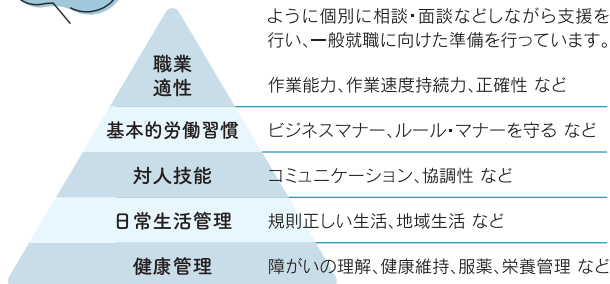 ように個別に相談・面談などしながら支援を
行い、一般就職に向けた準備を行っています。
職業
適性
作業能力、作業速度持続力、正確性 など
基本的労働習慣
ビジネスマナー、ルール・マナーを守る など
対人技能
コミュニケーション、協調性 など
日常生活管理
規則正しい生活、地域生活 など
健康管理
障がいの理解、健康維持、服薬、栄養管理 など